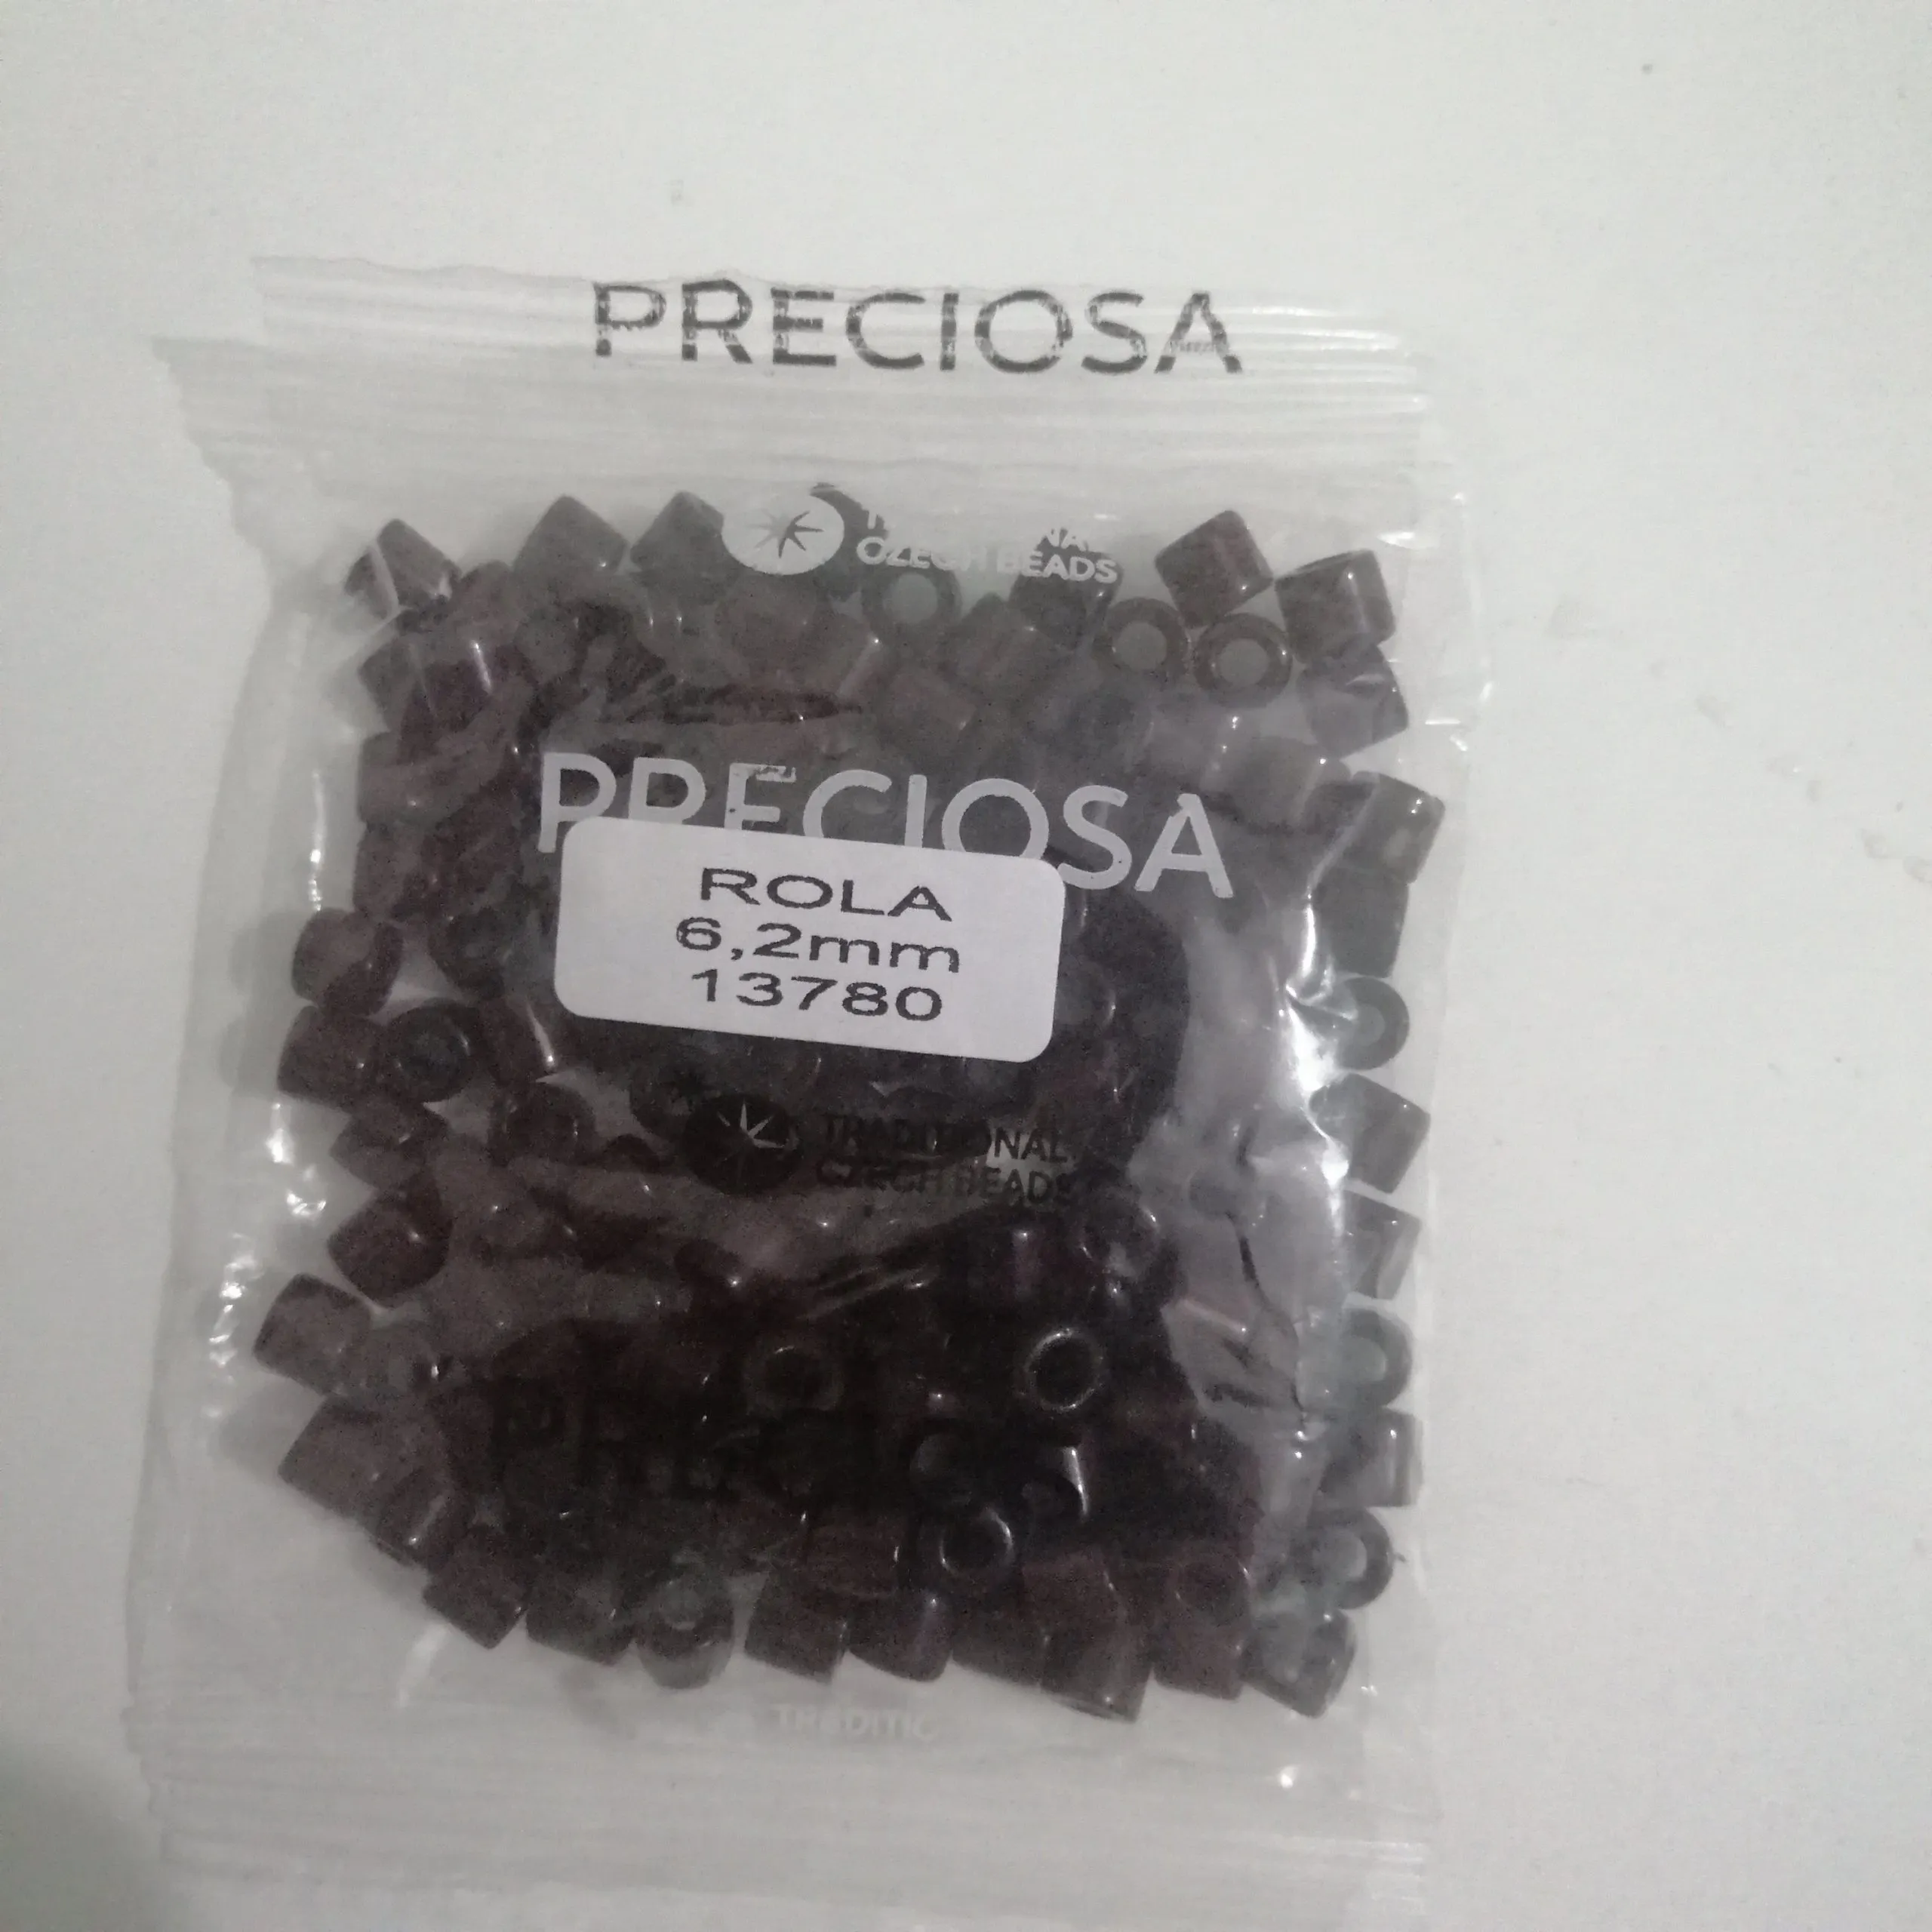 PRECIOSA
CZECH BEADS
PRECIOSA
ROLA
6,2mm
13780
TRADITIONAL
CZECH BEADS